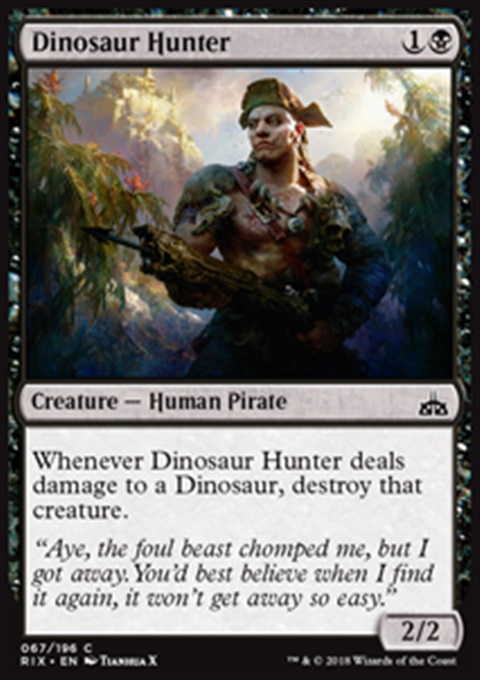 Dinosaur Hunter 1
Creature — Human Pirate
Whenever Dinosaur Hunter deals
damage to a Dinosaur, destroy that
creature.
“Aye, the foul beast chomped me, but I
got away. You’d best believe when I find
it again, it won’t get away so easy.”
2/2
067/196 C
RIX • EN Tianhua X
™ & © 2018 Wizards of the Coast